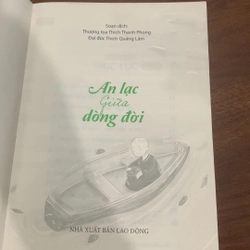 Soạn dịch:
Thượng tọa Thích Thanh Phong
Đại đức Thích Quảng Lâm
An lạc
Giữa
dòng đời
NHÀ XUẤT BẢN LAO ĐỘNG